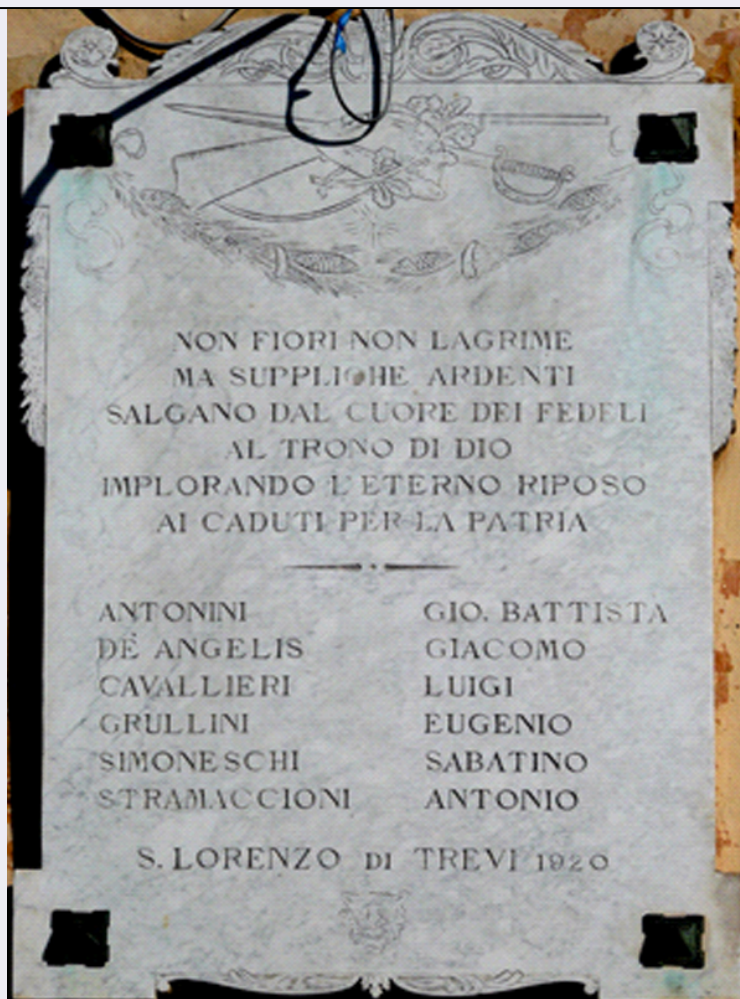 NON FIORI NON LAGRIME
MA SUPPLICHE ARDENTI
SALGANO DAL CUORE DEI FEDELI
AL TRONO DI DIO
IMPLORANDO L'ETERNO RIPOSO
AI CADUTI PER LA PATRIA
ANTONINI GIO. BATTISTA
DE ANGELIS GIACOMO
CAVALLIERI LUIGI
GRULLINI EUGENIO
SIMONESCHI SABATINO
STRAMACCIONI ANTONIO
S. LORENZO DI TREVI 1920